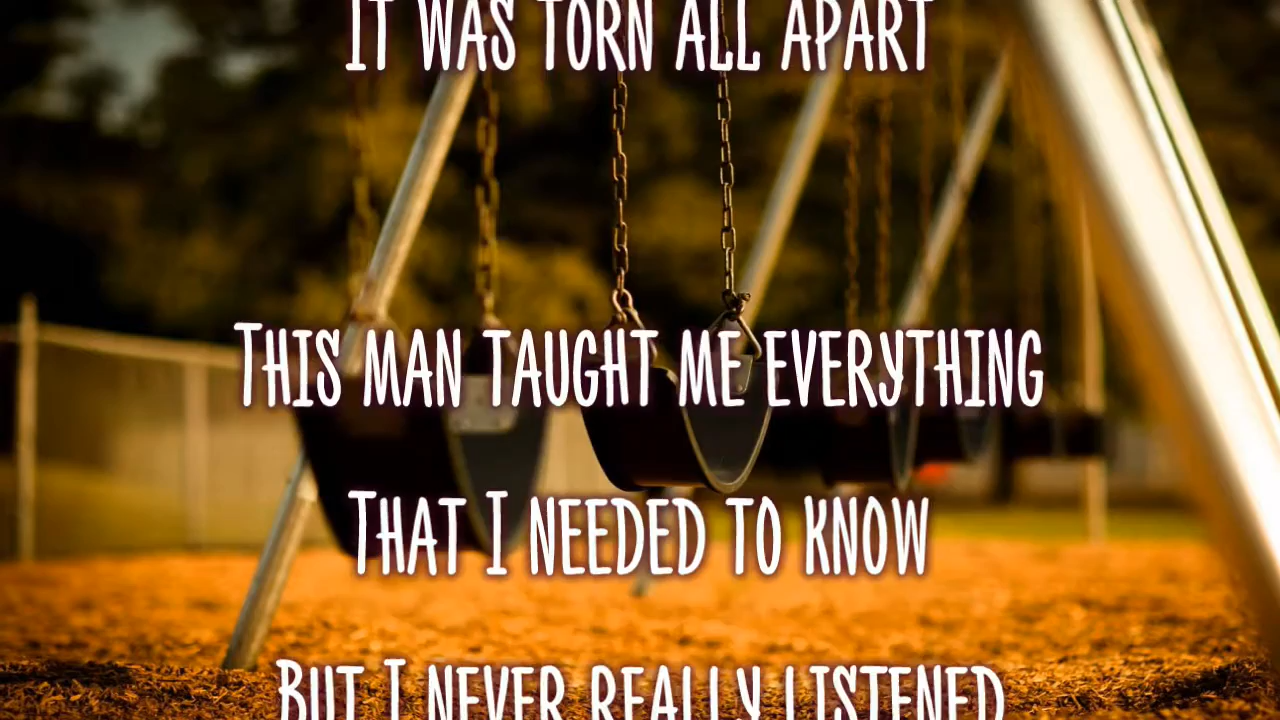 It was torn all apart
This man taught me everything
That I needed to know
But I never really listened